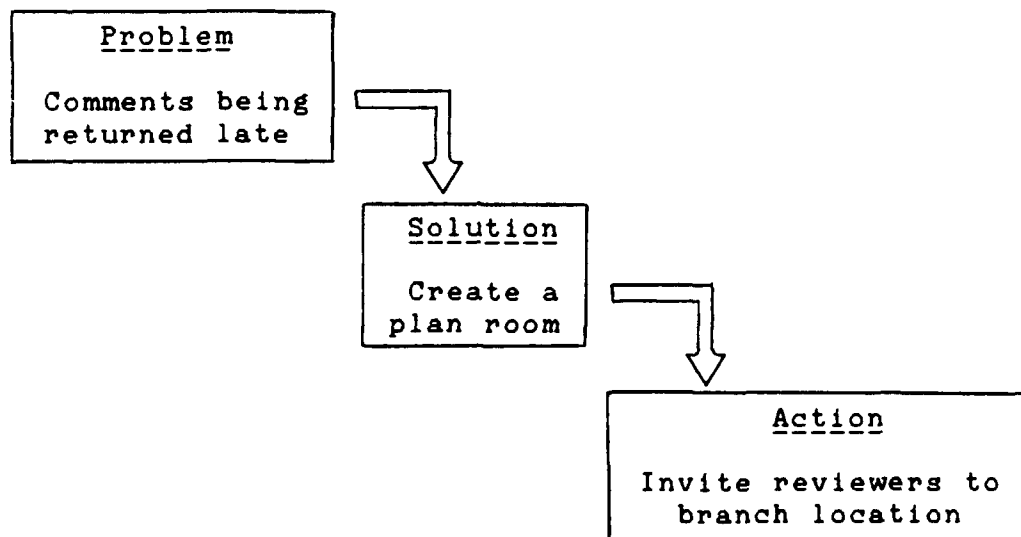 Problem
Comments being
returned late
Solution
Create a
plan room
Action
Invite reviewers to
branch location